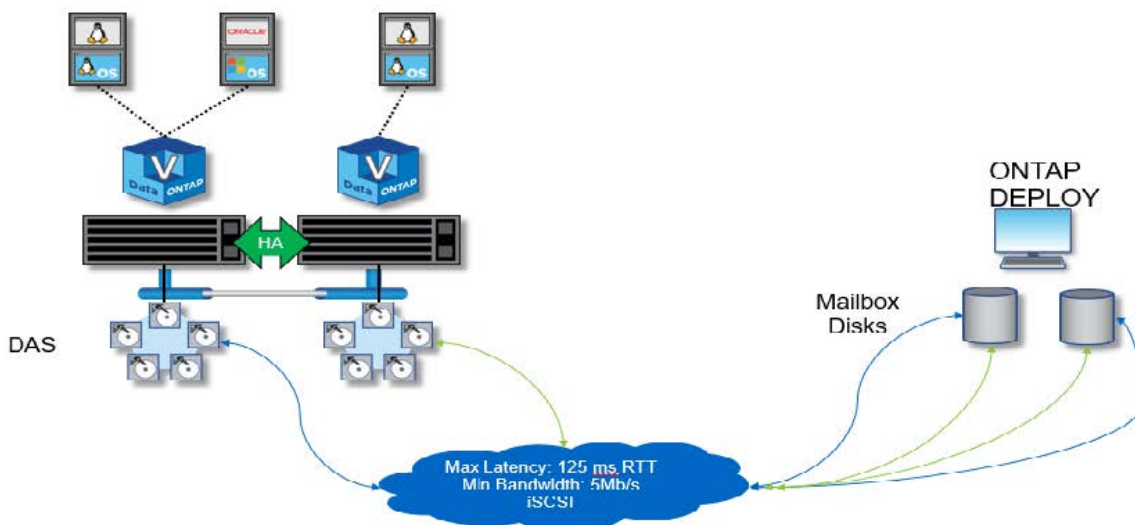 ORACLE
OS
OS
OS
V
Data ONTAP
V
Data ONTAP
HA
ONTAP
DEPLOY
Mailbox
Disks
DAS
Max Latency: 125 ms RTT
Min Bandwidth: 5Mb/s
iSCSI